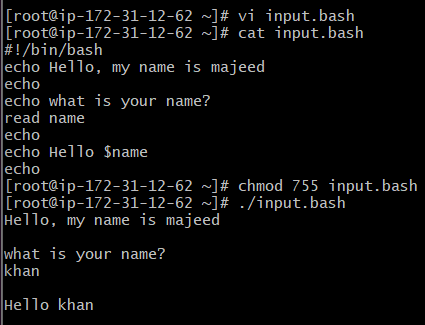 [root@ip-172-31-12-62 ~]# vi input.bash
[root@ip-172-31-12-62 ~]# cat input.bash
#!/bin/bash
echo Hello, my name is majeed
echo
echo what is your name?
read name
echo
echo Hello $name
echo
[root@ip-172-31-12-62 ~]# chmod 755 input.bash
[root@ip-172-31-12-62 ~]# ./input.bash
Hello, my name is majeed
what is your name?
khan
Hello khan